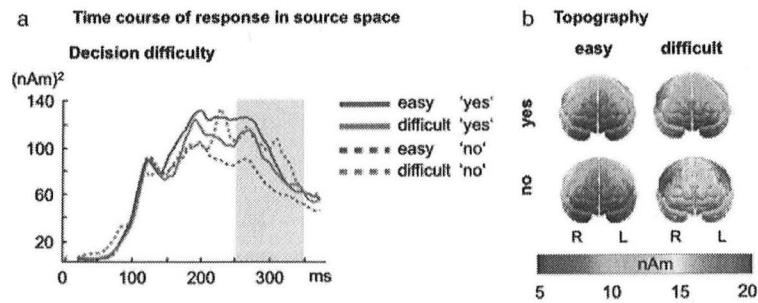 a Time course of response in source space
Decision difficulty
(nAm)²
140
100
60
20
0 100 200 300 ms
easy 'yes'
difficult 'yes'
easy 'no'
difficult 'no'
b Topography
easy difficult
yes
no
R L R L
nAm
5 10 15 20